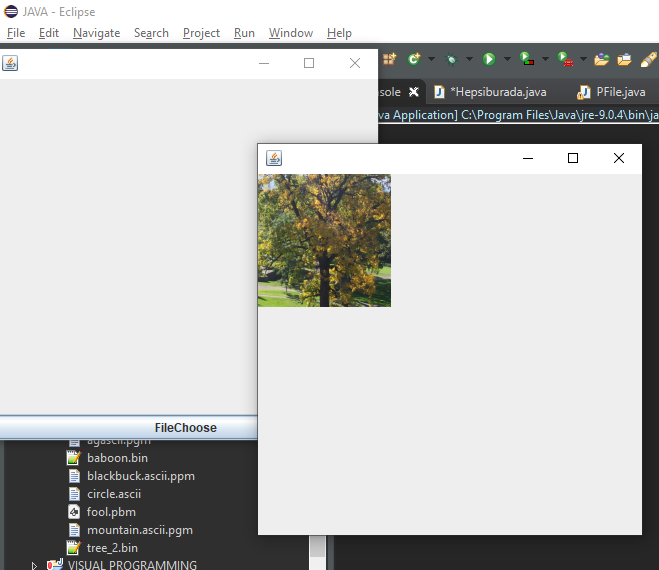 JAVA - Eclipse
File Edit Navigate Search Project Run Window Help
sole *Hepsiburada.java PFile.java
va Application] C:\Program Files\Java\jre-9.0.4\bin\ja
FileChoose
agascii.pgm
baboon.bin
blackbuck.ascii.ppm
circle.ascii
fool.pbm
mountain.ascii.pgm
tree_2.bin
VISUAL PROGRAMMING